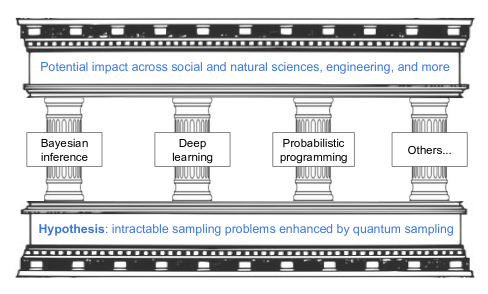 Potential impact across social and natural sciences, engineering, and more
Bayesian
inference
Deep
learning
Probabilistic
programming
Others...
Hypothesis: intractable sampling problems enhanced by quantum sampling